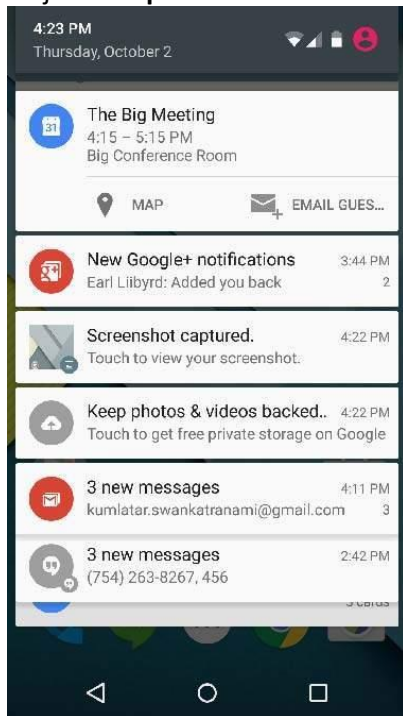 4:23 PM
Thursday, October 2
31
The Big Meeting
4:15 – 5:15 PM
Big Conference Room
MAP
EMAIL GUES...
New Google+ notifications 3:44 PM
Earl Liibyrd: Added you back 2
Screenshot captured. 4:22 PM
Touch to view your screenshot.
Keep photos & videos backed.. 4:22 PM
Touch to get free private storage on Google
3 new messages 4:11 PM
kumlatar.swankatranami@gmail.com 3
3 new messages 2:42 PM
(754) 263-8267, 456
cards